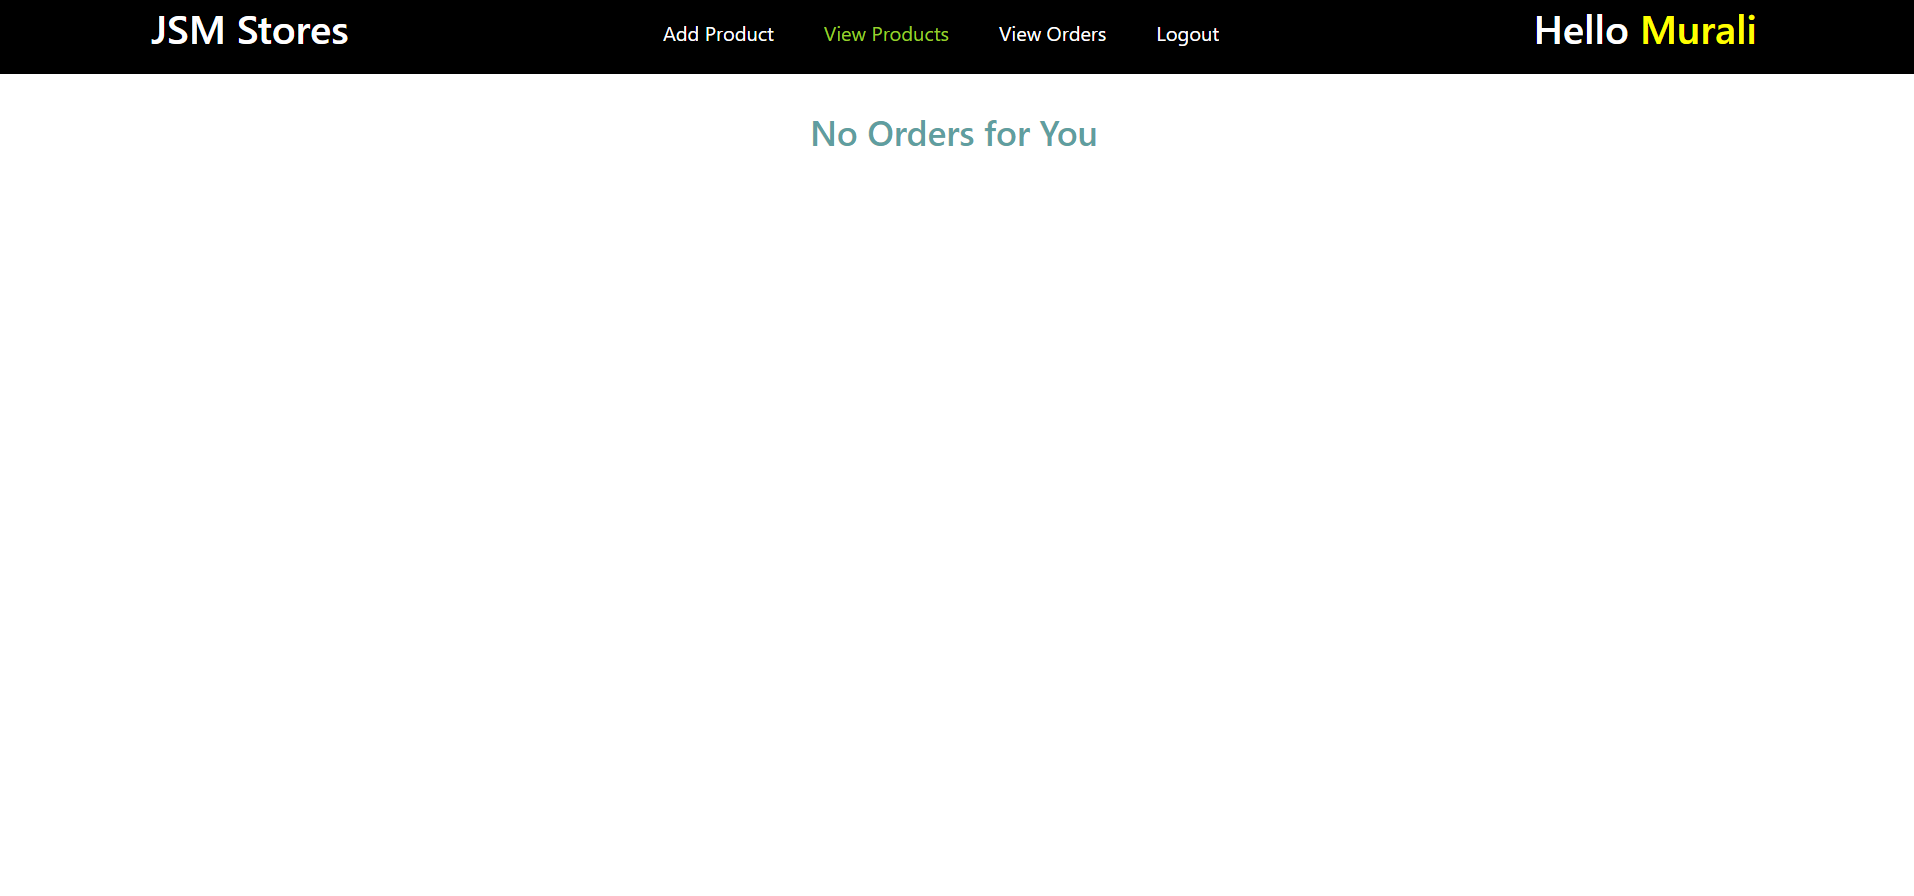 JSM Stores
Add Product
View Products
View Orders
Logout
Hello Murali
No Orders for You